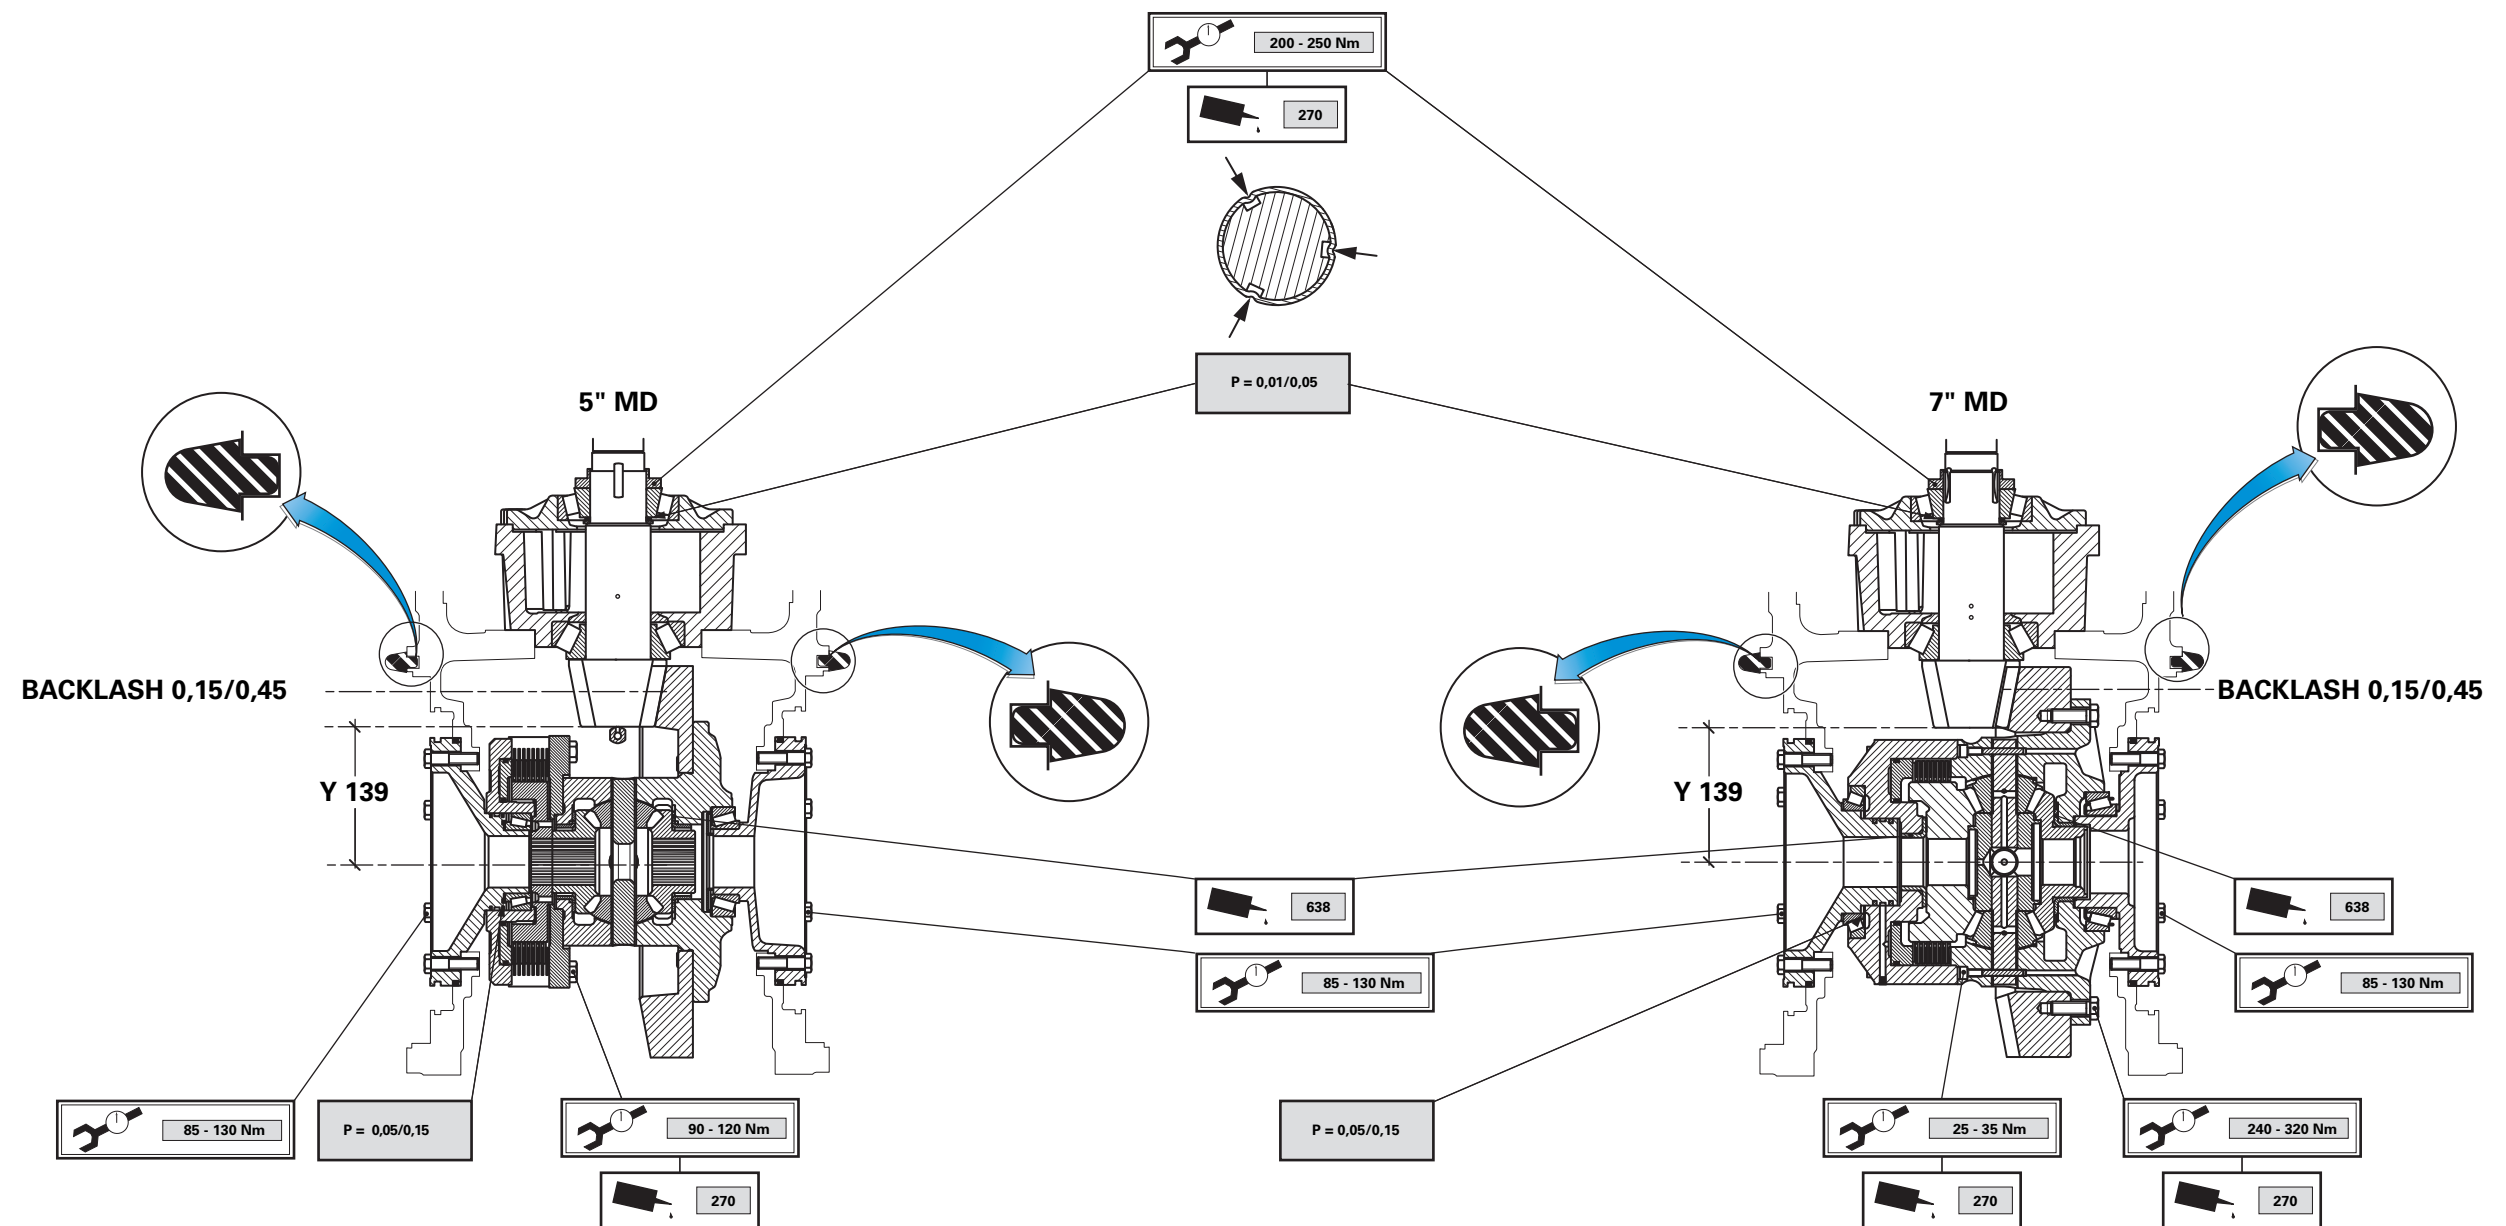 200 - 250 Nm
270
P = 0,01/0,05
5" MD
7" MD
BACKLASH 0,15/0,45
BACKLASH 0,15/0,45
Y 139
Y 139
638
638
85 - 130 Nm
85 - 130 Nm
85 - 130 Nm
P = 0,05/0,15
90 - 120 Nm
P = 0,05/0,15
25 - 35 Nm
240 - 320 Nm
270
270
270